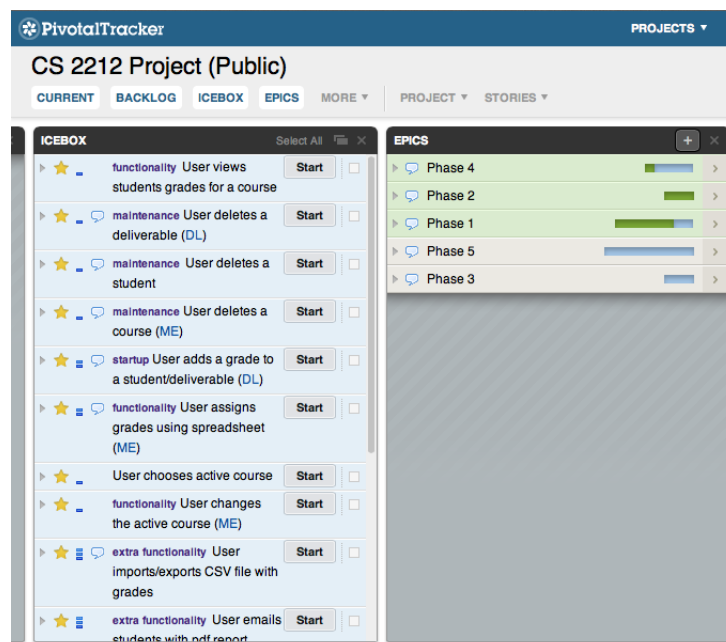 PivotalTracker
PROJECTS
CS 2212 Project (Public)
CURRENT BACKLOG ICEBOX EPICS MORE PROJECT STORIES
ICEBOX Select All
functionality User views Start
students grades for a course
maintenance User deletes a Start
deliverable (DL)
maintenance User deletes a Start
student
maintenance User deletes a Start
course (ME)
startup User adds a grade to Start
a student/deliverable (DL)
functionality User assigns Start
grades using spreadsheet
(ME)
User chooses active course Start
functionality User changes Start
the active course (ME)
extra functionality User Start
imports/exports CSV file with
grades
extra functionality User emails Start
students with pdf report
EPICS +
Phase 4
Phase 2
Phase 1
Phase 5
Phase 3